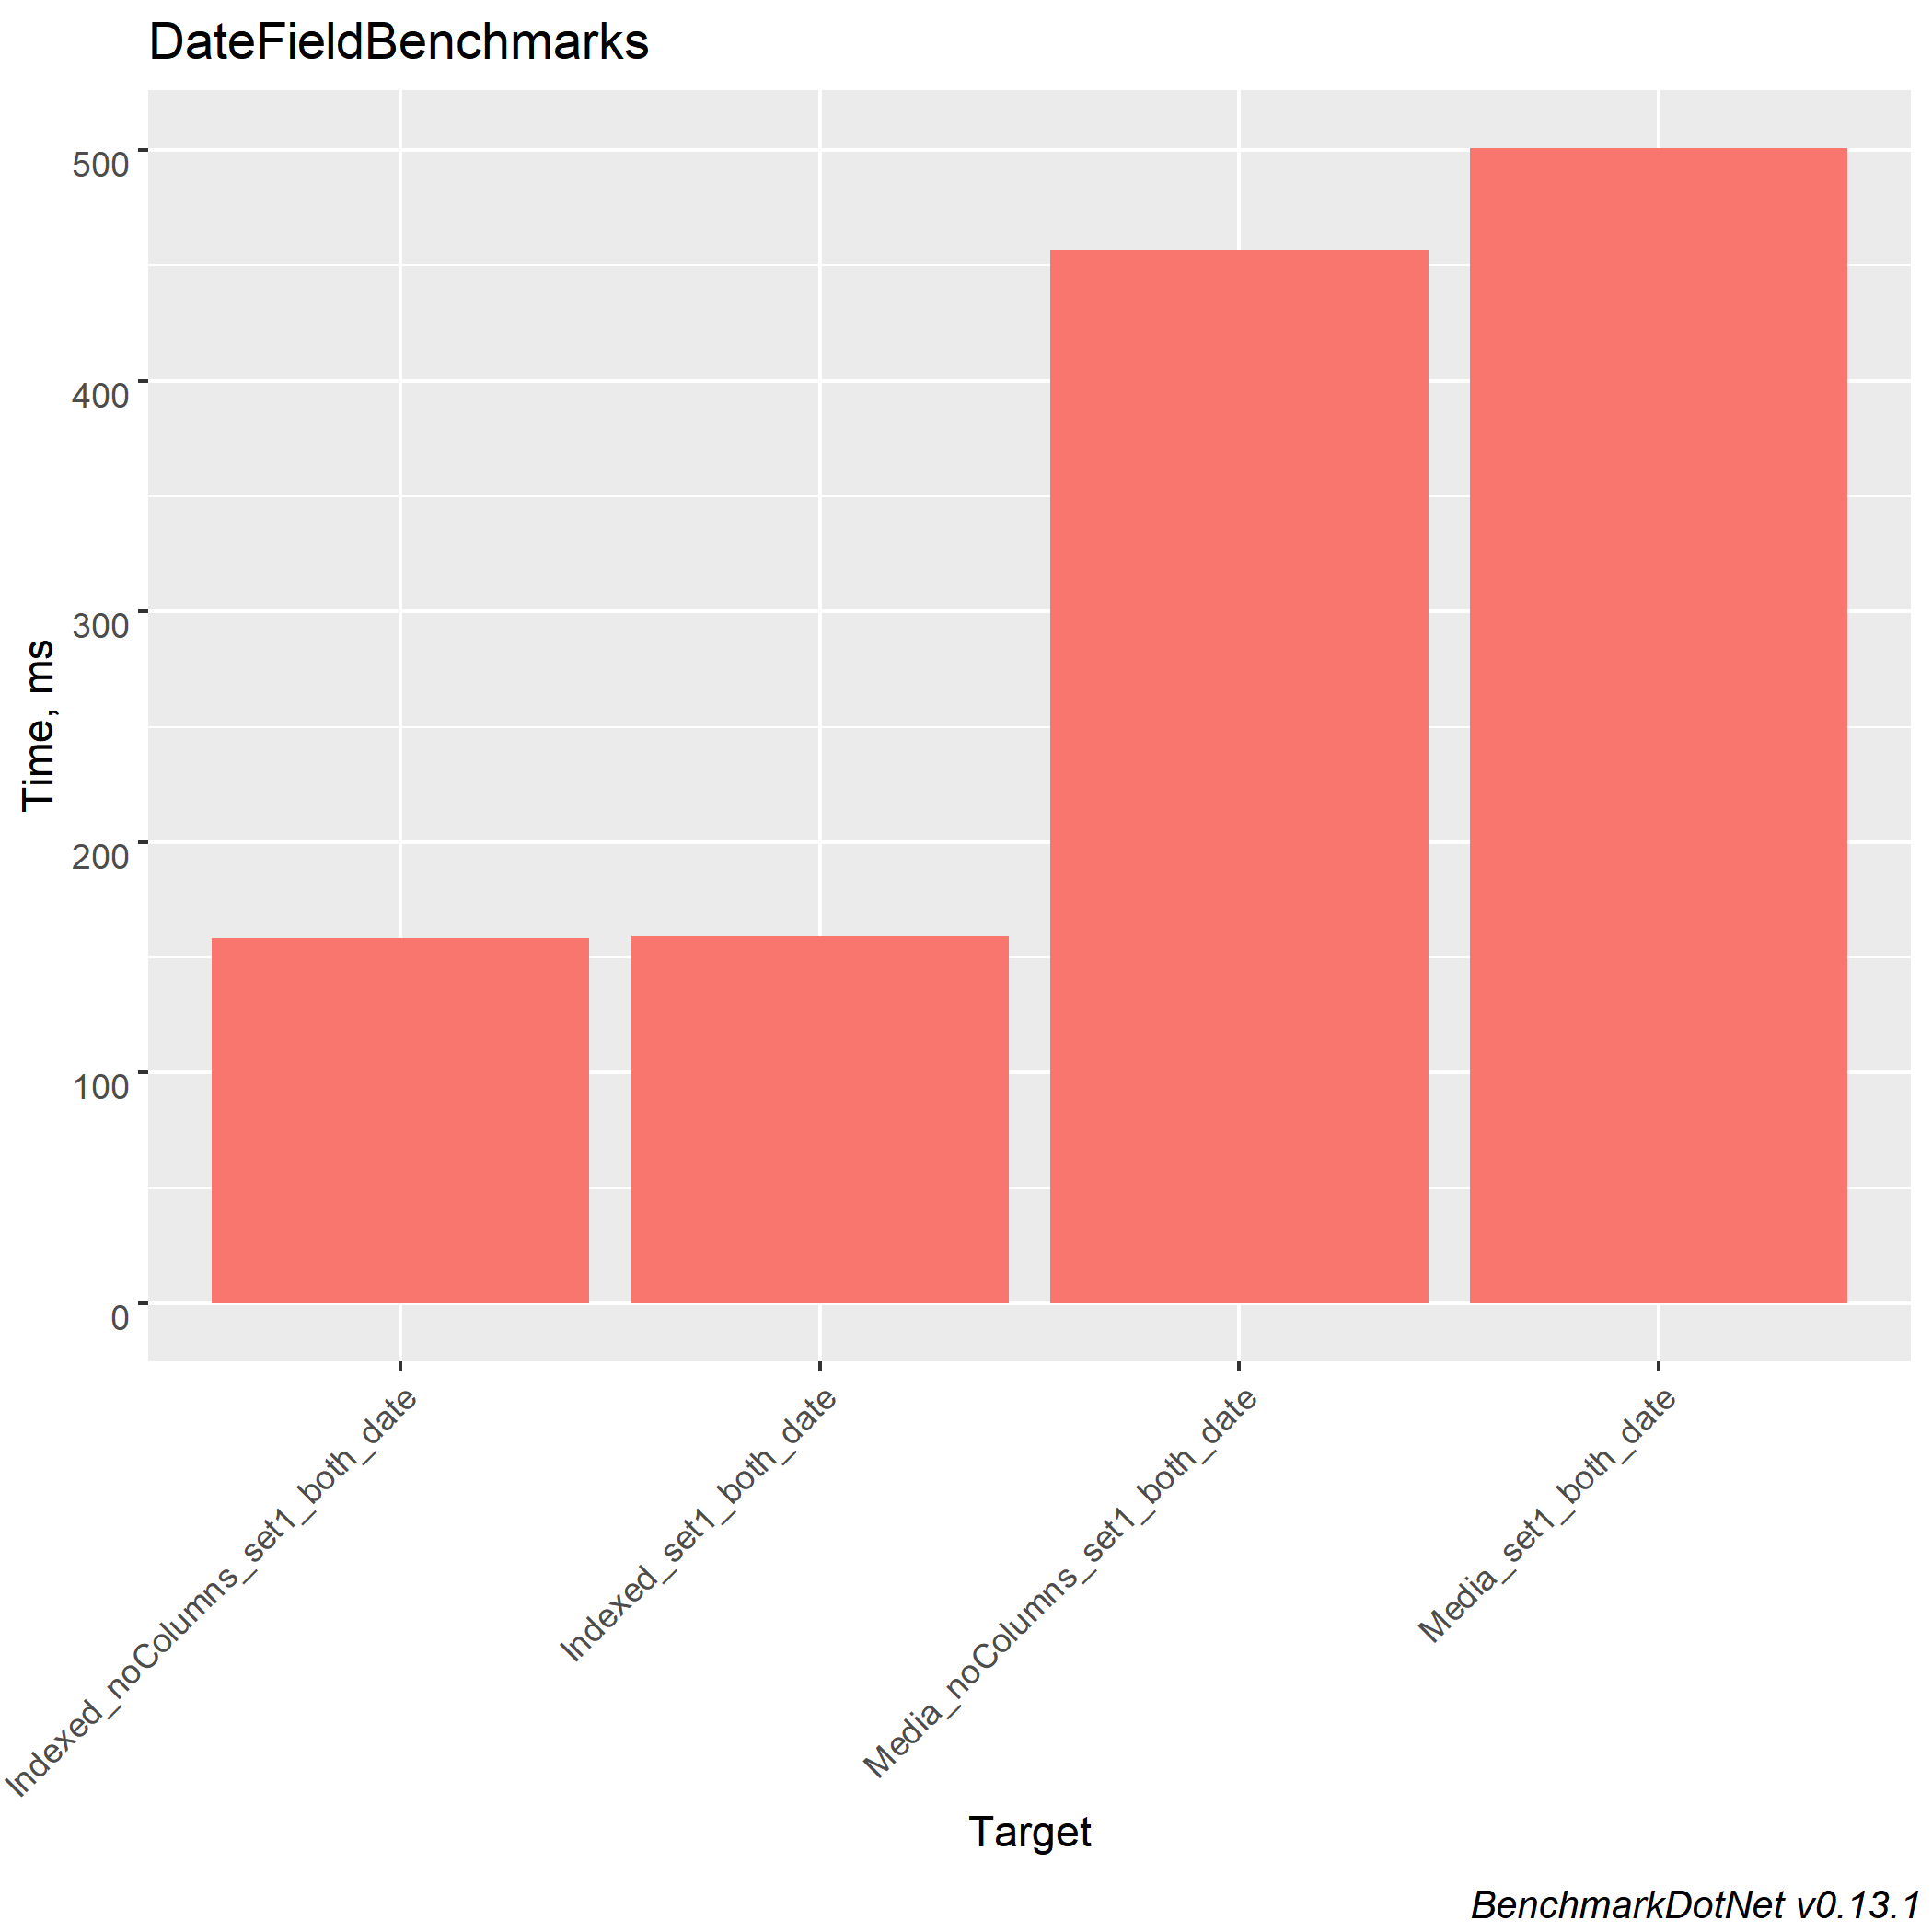 DateFieldBenchmarks
Time, ms
500
400
300
200
100
0
Indexed_noColumns_set1_both_date
Indexed_set1_both_date
Media_noColumns_set1_both_date
Media_set1_both_date
Target
BenchmarkDotNet v0.13.1